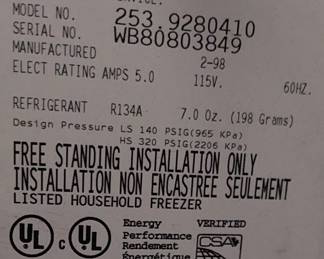 MODEL NO. 253.9280410
SERIAL NO. WB80803849
MANUFACTURED 2-98
ELECT RATING AMPS 5.0 115V. 60HZ.
REFRIGERANT R134A 7.0 Oz. (198 Grams)
Design Pressure LS 140 PSIG(965 KPa)
HS 320 PSIG(2206 KPa)
FREE STANDING INSTALLATION ONLY
INSTALLATION NON ENCASTREE SEULEMENT
LISTED HOUSEHOLD FREEZER
UL C UL Energy VERIFIED
Performance CSA
Rendement
Énergétique